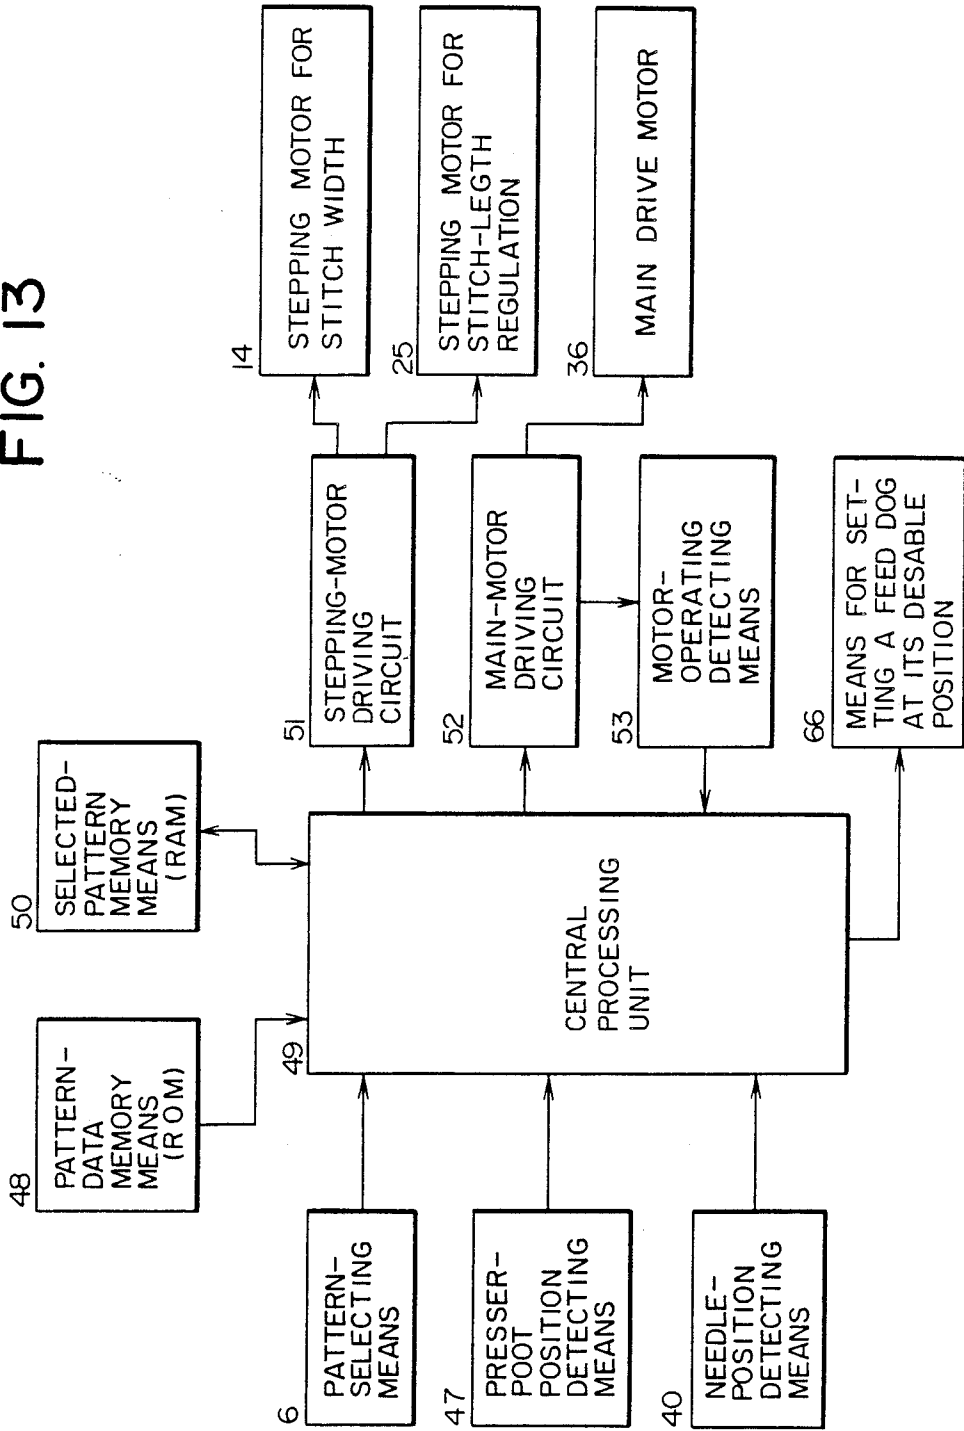 FIG. 13
48
PATTERN-
DATA
MEMORY
MEANS
(ROM)
50
SELECTED-
PATTERN
MEMORY
MEANS
(RAM)
6
PATTERN-
SELECTING
MEANS
47
PRESSER-
POOT
POSITION
DETECTING
MEANS
40
NEEDLE-
POSITION
DETECTING
MEANS
49
CENTRAL
PROCESSING
UNIT
51
STEPPING-MOTOR
DRIVING
CIRCUIT
52
MAIN-MOTOR
DRIVING
CIRCUIT
53
MOTOR-
OPERATING
DETECTING
MEANS
66
MEANS FOR SET-
TING A FEED DOG
AT ITS DESABLE
POSITION
14
STEPPING MOTOR FOR
STITCH WIDTH
25
STEPPING MOTOR FOR
STITCH-LEGTH
REGULATION
36
MAIN DRIVE MOTOR